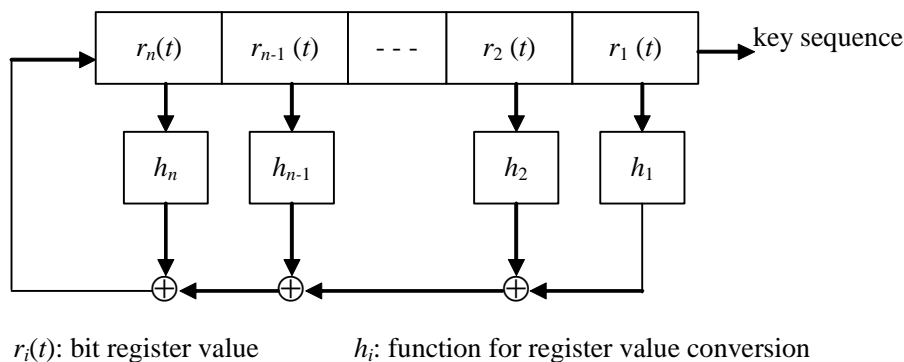 rₙ(t) rₙ₋₁ (t) - - - r₂ (t) r₁ (t) key sequence
hₙ hₙ₋₁ h₂ h₁
rᵢ(t): bit register value hᵢ: function for register value conversion